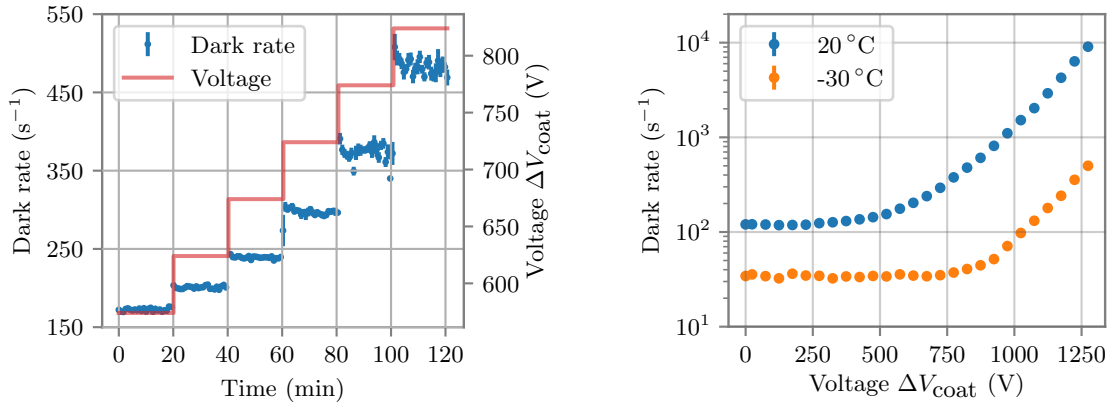 550
450
350
250
150
Dark rate (s⁻¹)
Dark rate
Voltage
800
750
700
650
600
Voltage ΔV_coat (V)
0 20 40 60 80 100 120
Time (min)
10⁴
10³
10²
10¹
Dark rate (s⁻¹)
20 °C
-30 °C
0 250 500 750 1000 1250
Voltage ΔV_coat (V)